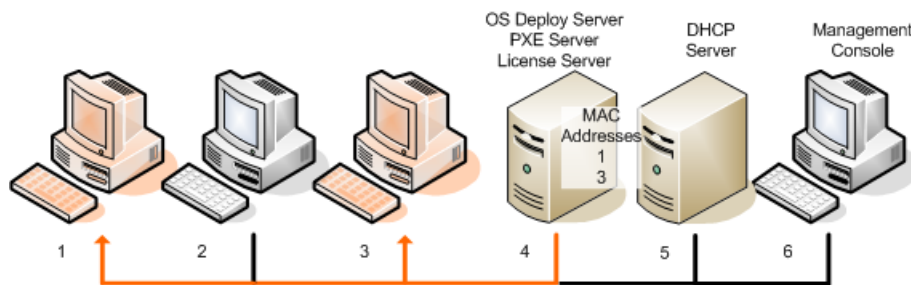 OS Deploy Server
PXE Server
License Server
DHCP
Server
Management
Console
MAC
Addresses
1
3
1
2
3
4
5
6